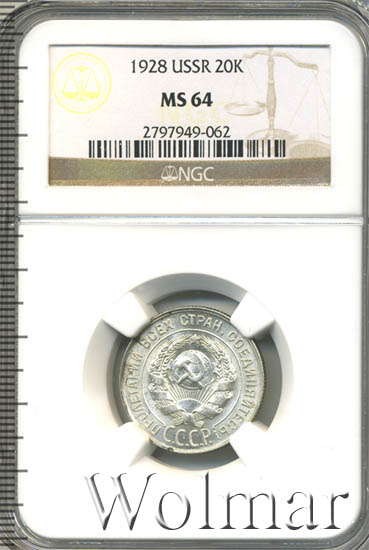 1928 USSR 20K
MS 64
2797949-062
NGC
ПРОЛЕТАРИИ ВСЕХ СТРАН, СОЕДИНЯЙТЕСЬ!
С.С.С.Р.
Wolmar